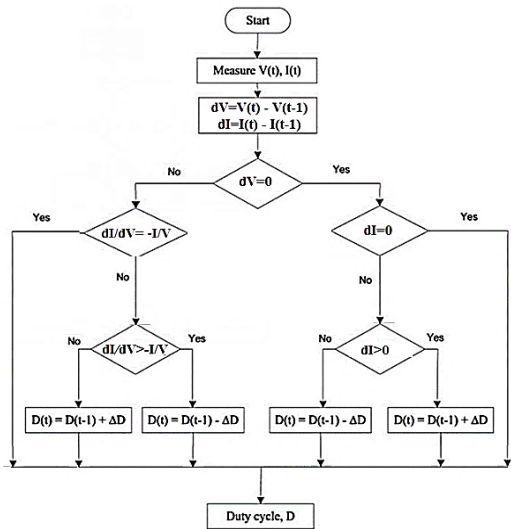 Start
Measure V(t), I(t)
dV=V(t) - V(t-1)
dI=I(t) - I(t-1)
No
dV=0
Yes
Yes
dI/dV= -I/V
dI=0
Yes
No
No
No
dI/dV>-I/V
Yes
No
dI>0
Yes
D(t) = D(t-1) + ΔD
D(t) = D(t-1) - ΔD
D(t) = D(t-1) - ΔD
D(t) = D(t-1) + ΔD
Duty cycle, D